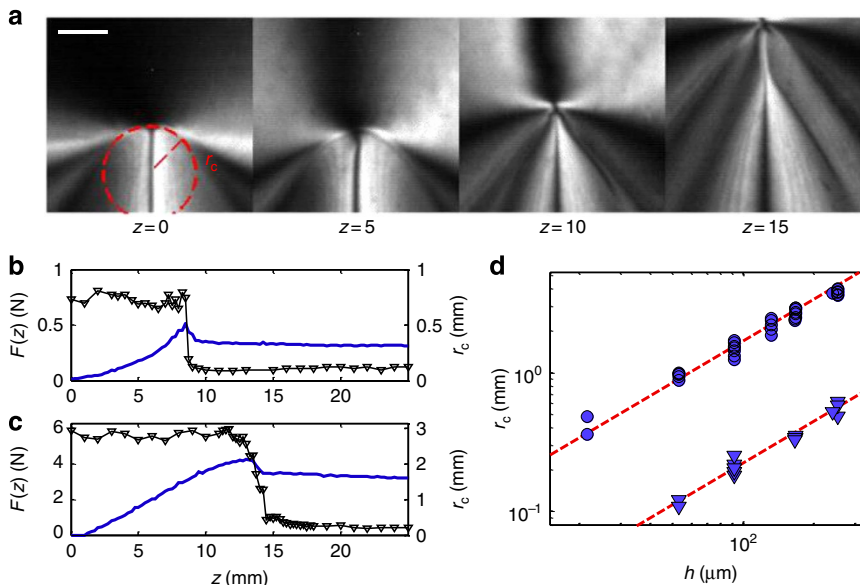 a
r_c
z=0
z=5
z=10
z=15
b
1
0.5
0
F(z) (N)
1
0.5
0
r_c (mm)
0 5 10 15 20
c
6
4
2
0
F(z) (N)
3
2
1
0
r_c (mm)
0 5 10 15 20
z (mm)
d
10^0
10^-1
r_c (mm)
10^2
h (μm)